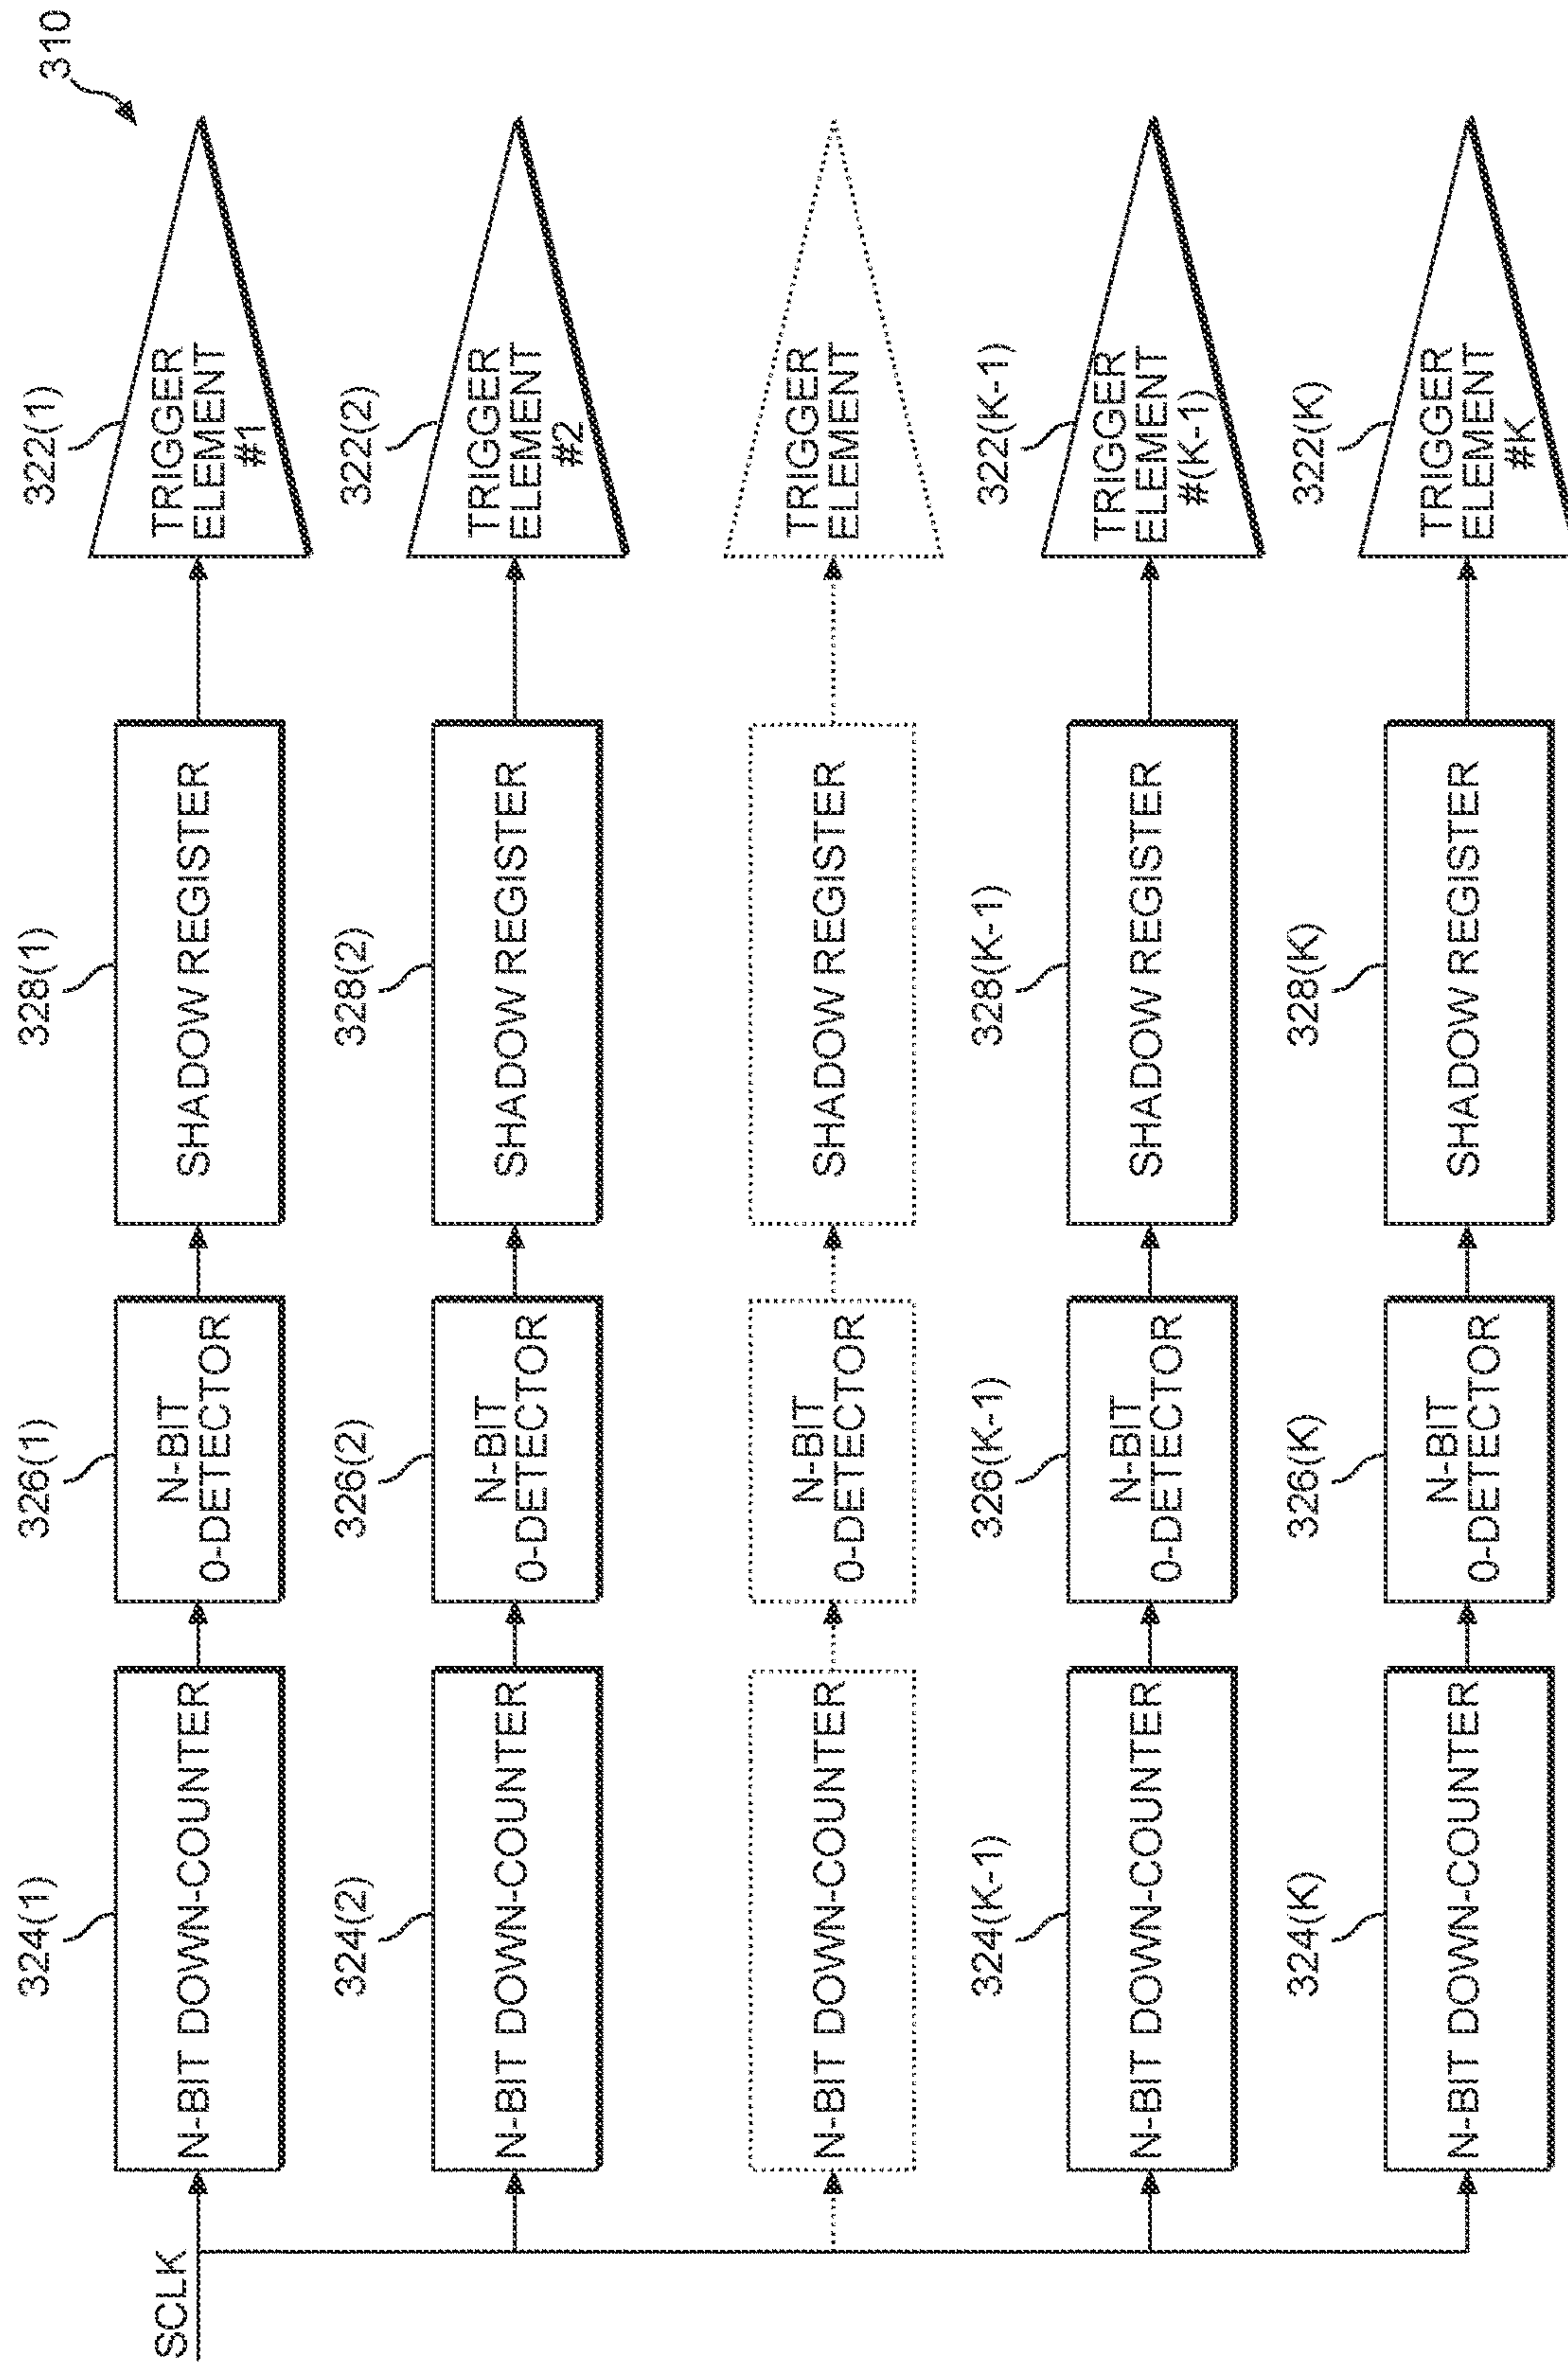 310
SCLK
324(1)
N-BIT DOWN-COUNTER
326(1)
N-BIT
0-DETECTOR
328(1)
SHADOW REGISTER
322(1)
TRIGGER
ELEMENT
#1
324(2)
N-BIT DOWN-COUNTER
326(2)
N-BIT
0-DETECTOR
328(2)
SHADOW REGISTER
322(2)
TRIGGER
ELEMENT
#2
N-BIT DOWN-COUNTER
N-BIT
0-DETECTOR
SHADOW REGISTER
TRIGGER
ELEMENT
324(K-1)
N-BIT DOWN-COUNTER
326(K-1)
N-BIT
0-DETECTOR
328(K-1)
SHADOW REGISTER
322(K-1)
TRIGGER
ELEMENT
#(K-1)
324(K)
N-BIT DOWN-COUNTER
326(K)
N-BIT
0-DETECTOR
328(K)
SHADOW REGISTER
322(K)
TRIGGER
ELEMENT
#K